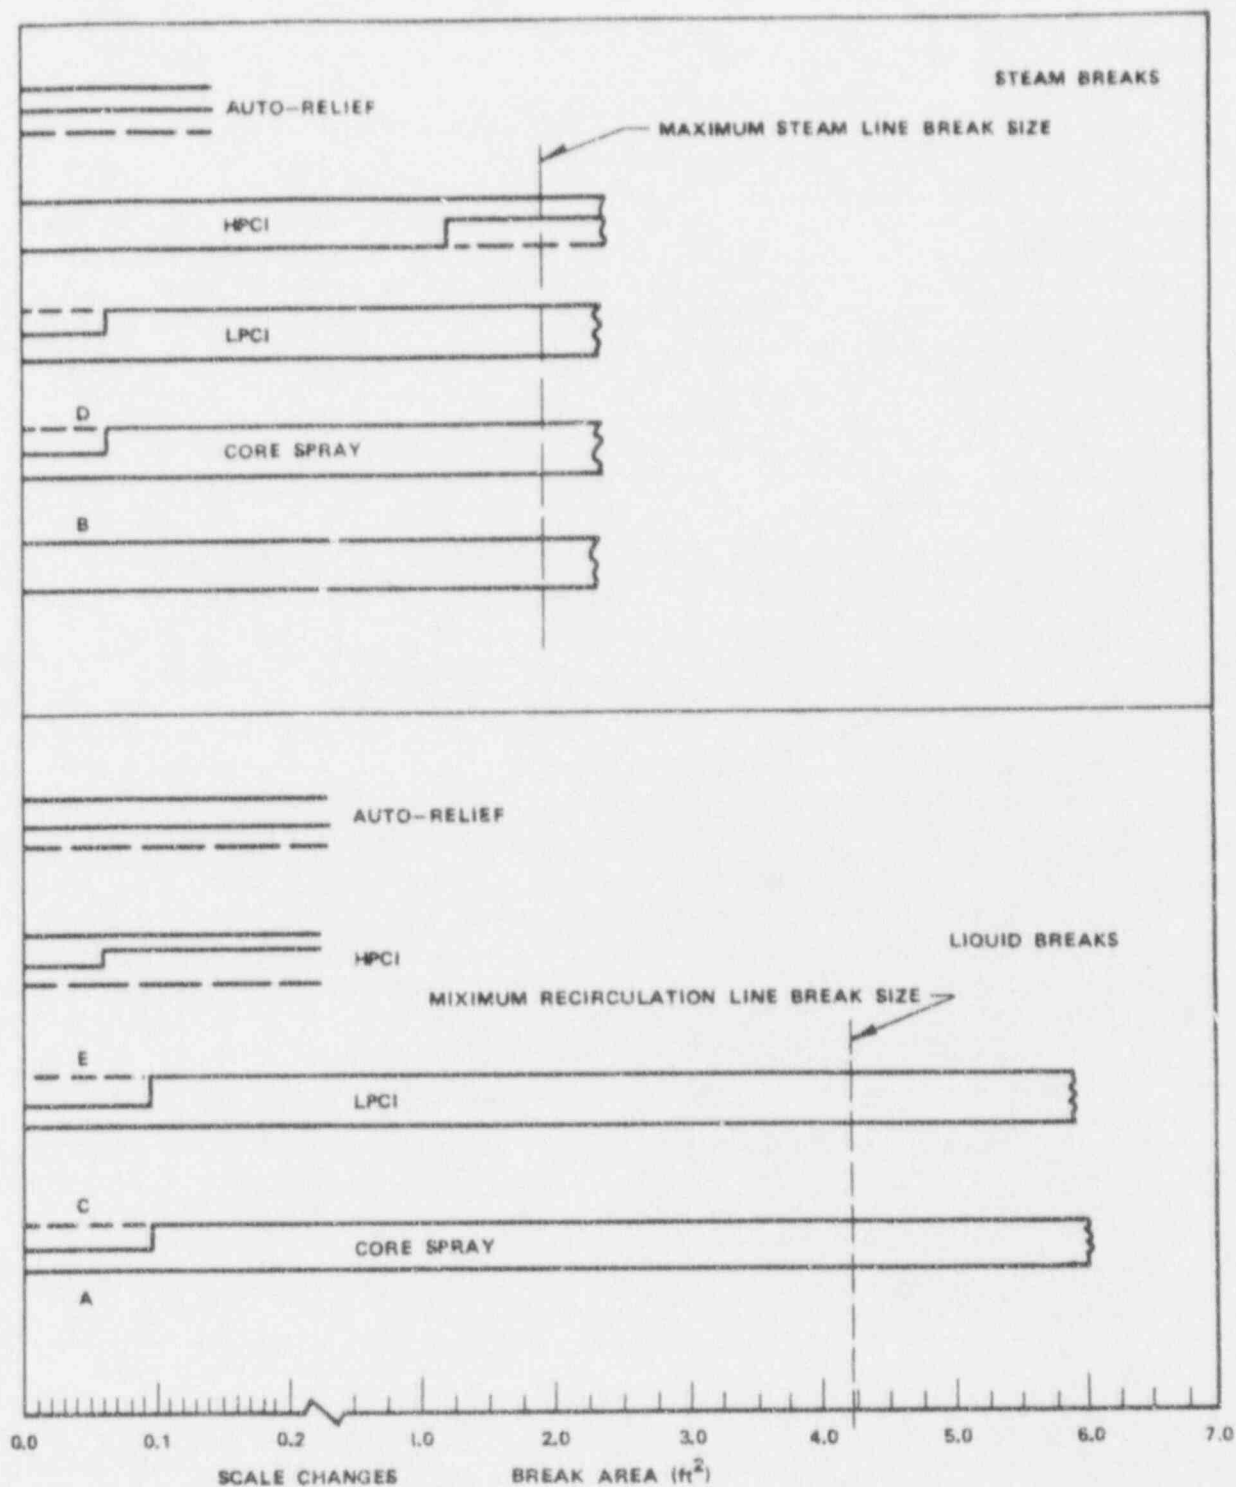 STEAM BREAKS
AUTO-RELIEF
MAXIMUM STEAM LINE BREAK SIZE
HPCI
LPCI
D
CORE SPRAY
B
AUTO-RELIEF
LIQUID BREAKS
HPCI
MIXIMUM RECIRCULATION LINE BREAK SIZE
E
LPCI
C
CORE SPRAY
A
0.0 0.1 0.2 1.0 2.0 3.0 4.0 5.0 6.0 7.0
SCALE CHANGES BREAK AREA (ft²)